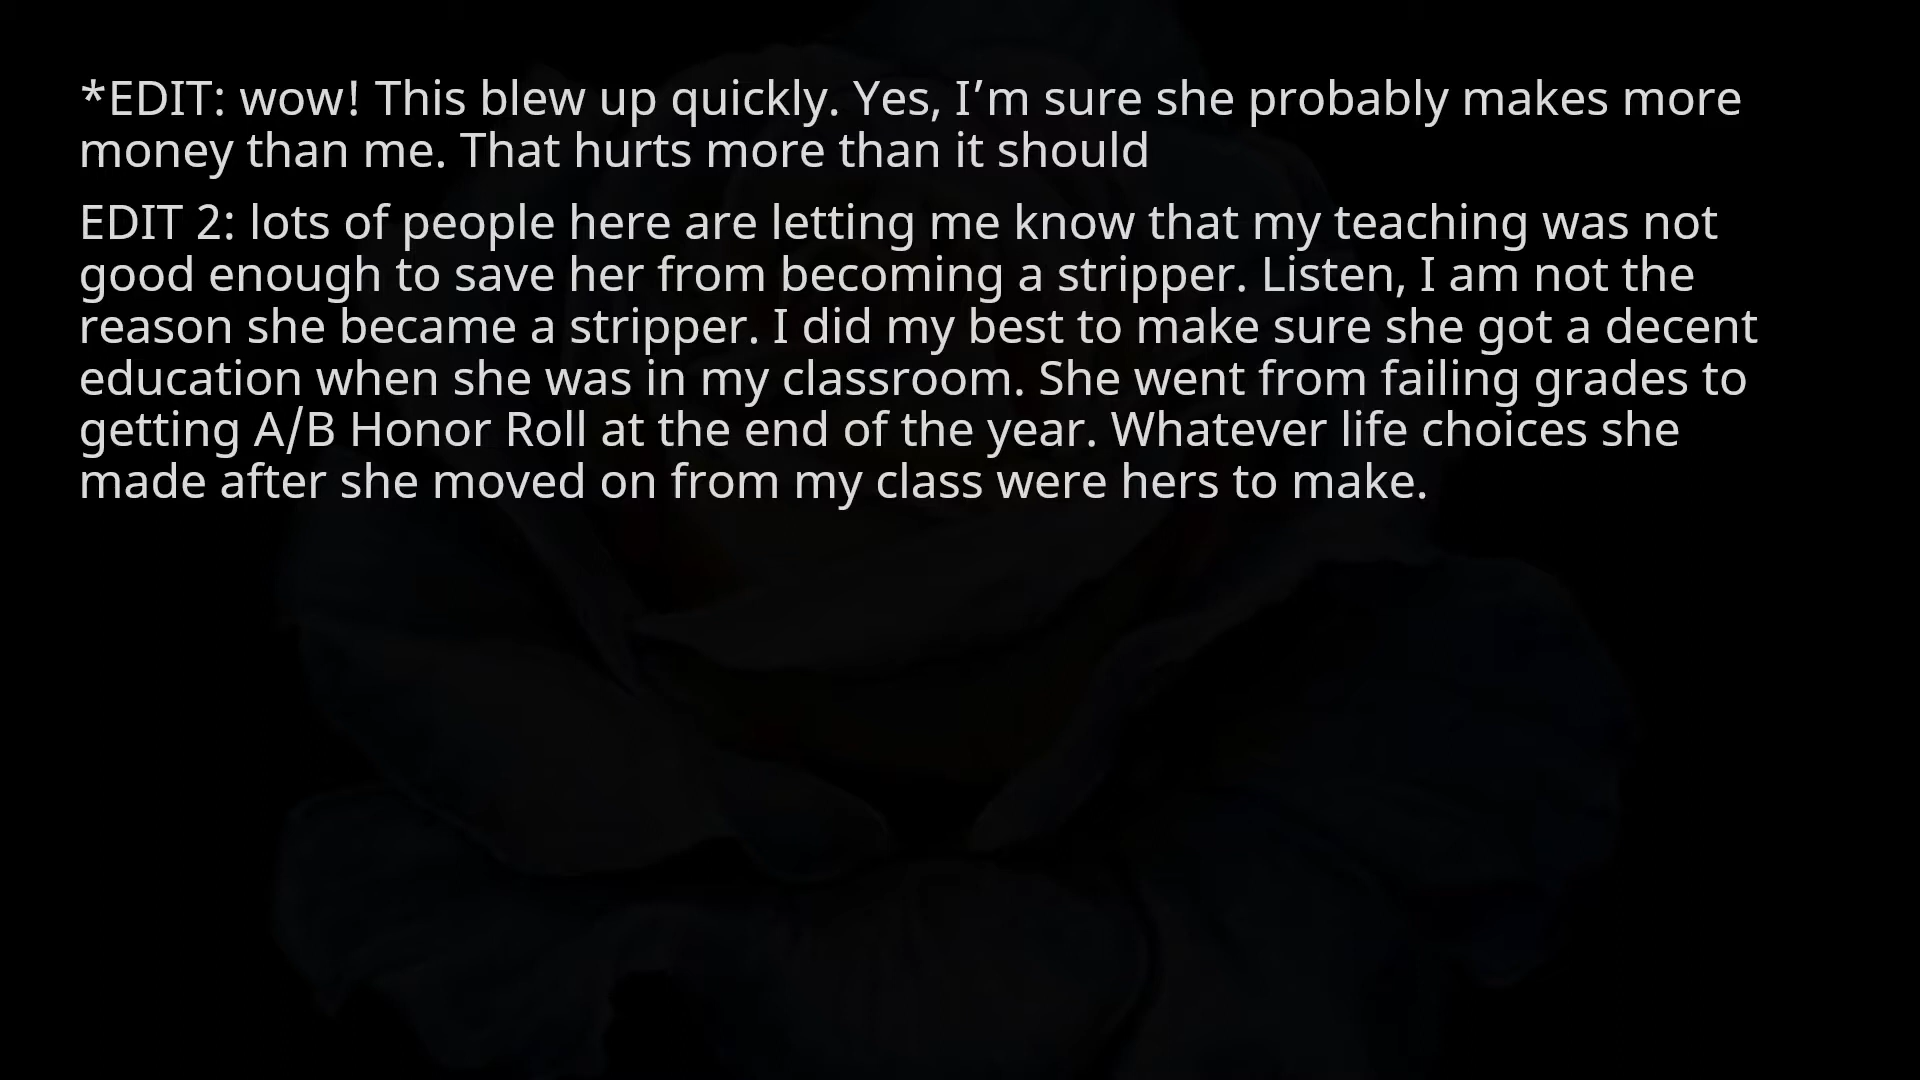 *EDIT: wow! This blew up quickly. Yes, I’m sure she probably makes more
money than me. That hurts more than it should
EDIT 2: lots of people here are letting me know that my teaching was not
good enough to save her from becoming a stripper. Listen, I am not the
reason she became a stripper. I did my best to make sure she got a decent
education when she was in my classroom. She went from failing grades to
getting A/B Honor Roll at the end of the year. Whatever life choices she
made after she moved on from my class were hers to make.